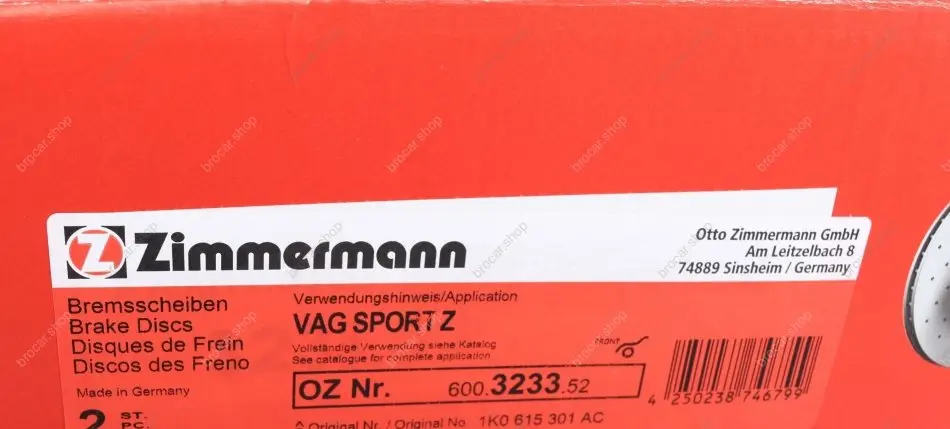 Zimmermann
Otto Zimmermann GmbH
Am Leitzelbach 8
74889 Sinsheim / Germany
Bremsscheiben
Brake Discs
Disques de Frein
Discos des Freno
Made in Germany
2 ST.
PC.
Verwendungshinweis/Application
VAG SPORT Z
Vollständige Verwendung siehe Katalog
See catalogue for complete application
FRONT
OZ Nr. 600.3233.52
Original Nr. / Original No. 1K0 615 301 AC
4 250238 746799
brocar.shop